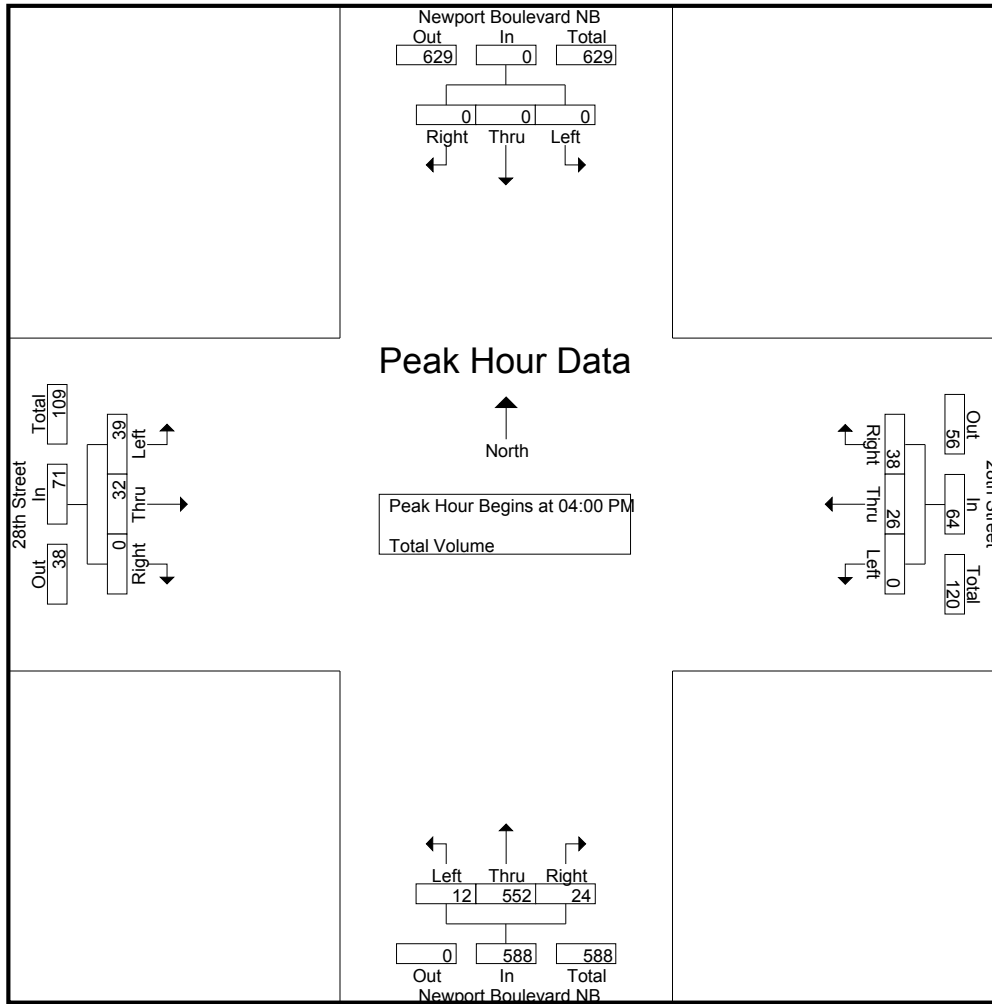 Newport Boulevard NB
Out In Total
629 0 629
0 0 0
Right Thru Left
Peak Hour Data
North
Peak Hour Begins at 04:00 PM
Total Volume
28th Street
Total In Out
109 71 38
39 32 0
Left Thru Right
Right Thru Left
38 26 0
Out In Total
56 64 120
28th Street
Left Thru Right
12 552 24
0 588 588
Out In Total
Newport Boulevard NB